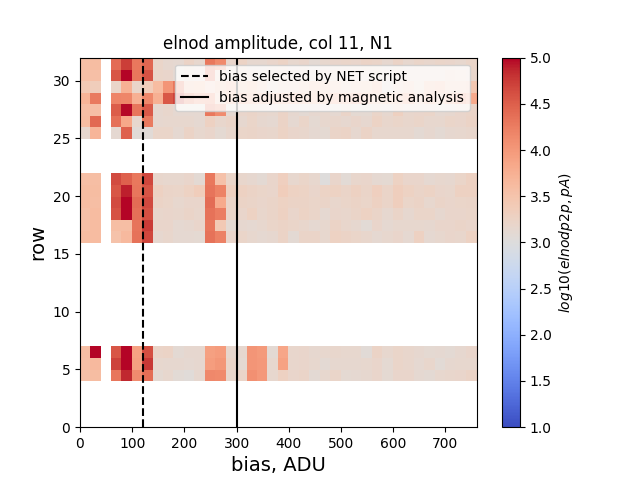 elnod amplitude, col 11, N1
bias selected by NET script
bias adjusted by magnetic analysis
row
30
25
20
15
10
5
0
0 100 200 300 400 500 600 700
bias, ADU
5.0
4.5
4.0
3.5
3.0
2.5
2.0
1.5
1.0
log10(elnodp2p, pA)